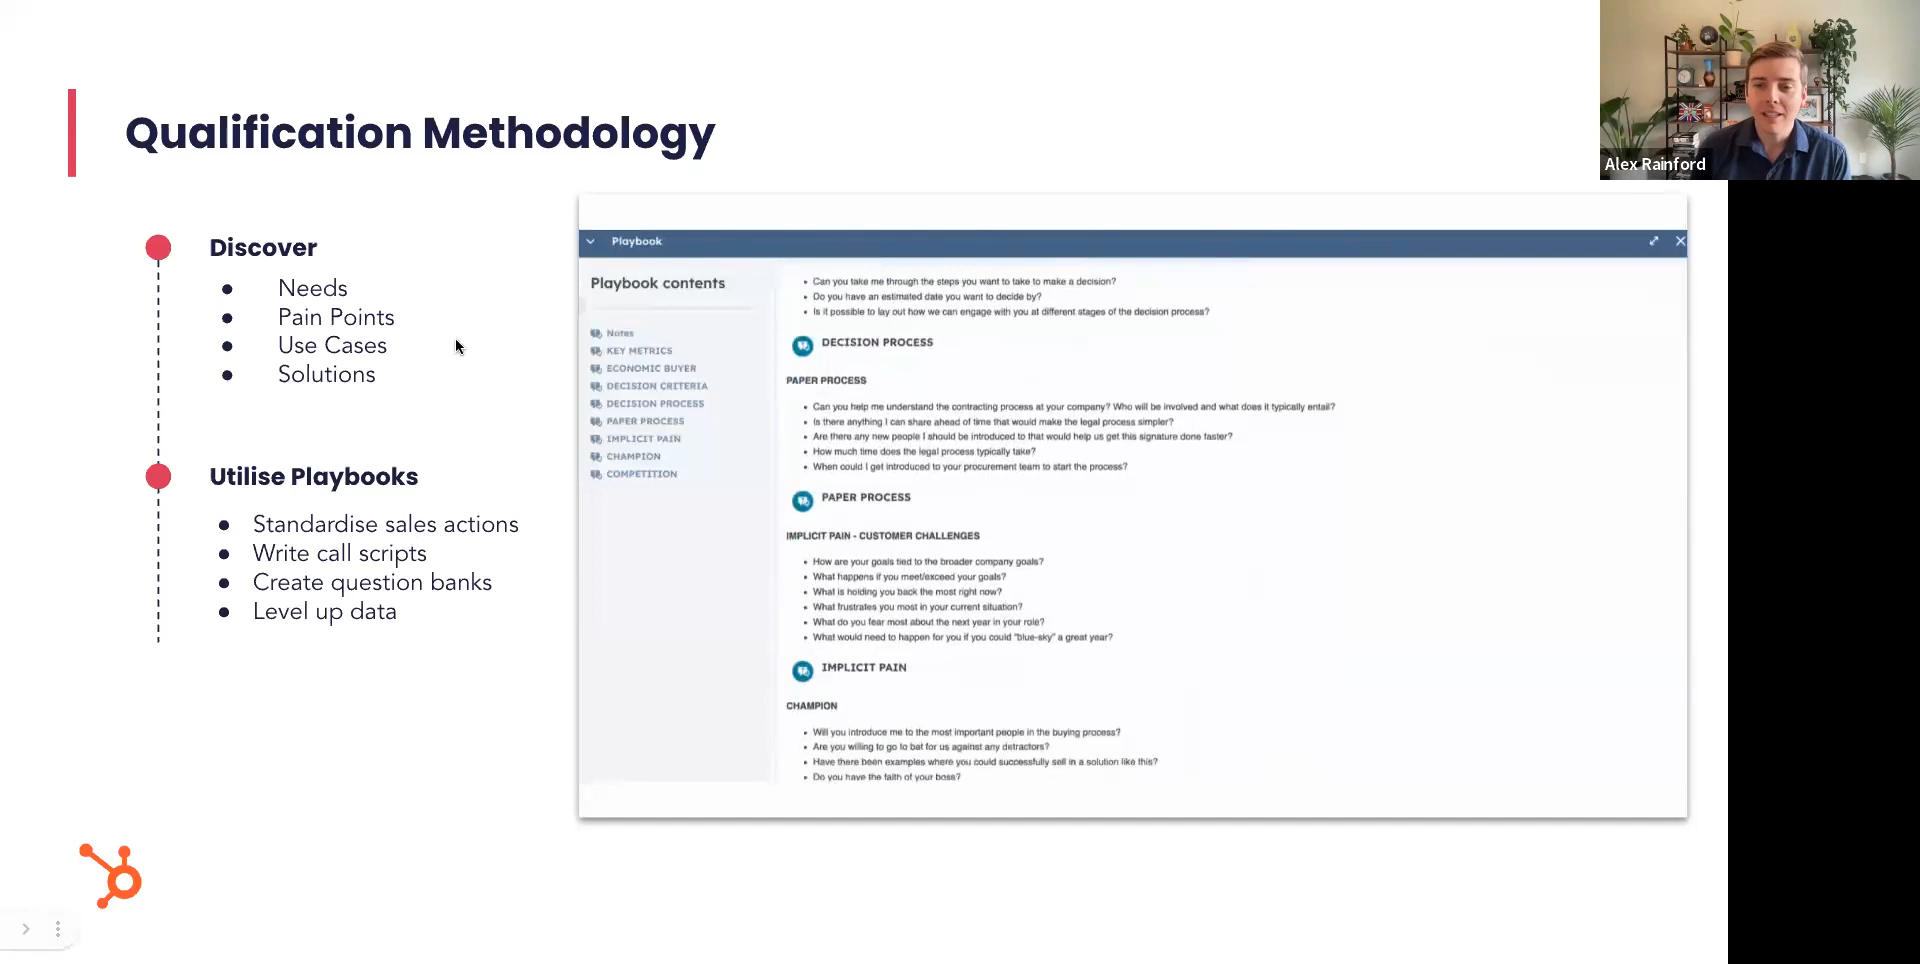 Qualification Methodology
Alex Rainford
Discover
Needs
Pain Points
Use Cases
Solutions
Utilise Playbooks
Standardise sales actions
Write call scripts
Create question banks
Level up data
Playbook
Playbook contents
Notes
KEY METRICS
ECONOMIC BUYER
DECISION CRITERIA
DECISION PROCESS
PAPER PROCESS
IMPLICIT PAIN
CHAMPION
COMPETITION
Can you take me through the steps you want to take to make a decision?
Do you have an estimated date you want to decide by?
Is it possible to lay out how we can engage with you at different stages of the decision process?
DECISION PROCESS
PAPER PROCESS
Can you help me understand the contracting process at your company? Who will be involved and what does it typically entail?
Is there anything I can share ahead of time that would make the legal process simpler?
Are there any new people I should be introduced to that would help us get this signature done faster?
How much time does the legal process typically take?
When could I get introduced to your procurement team to start the process?
PAPER PROCESS
IMPLICIT PAIN - CUSTOMER CHALLENGES
How are your goals tied to the broader company goals?
What happens if you meet/exceed your goals?
What is holding you back the most right now?
What frustrates you most in your current situation?
What do you fear most about the next year in your role?
What would need to happen for you if you could "blue-sky" a great year?
IMPLICIT PAIN
CHAMPION
Will you introduce me to the most important people in the buying process?
Are you willing to go to bat for us against any detractors?
Have there been examples where you could successfully sell in a solution like this?
Do you have the faith of your boss?